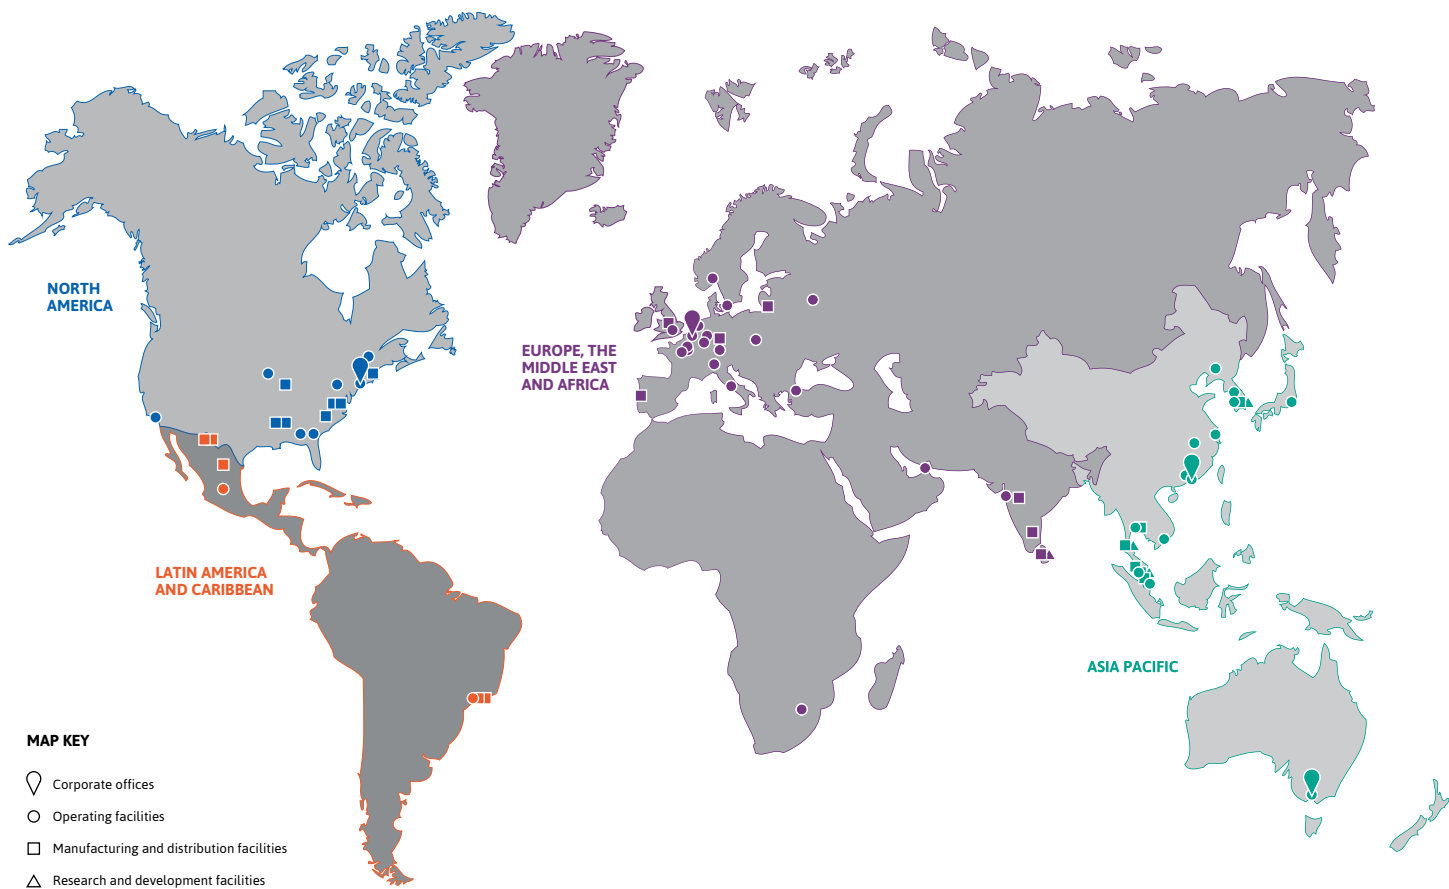 NORTH
AMERICA
EUROPE, THE
MIDDLE EAST
AND AFRICA
LATIN AMERICA
AND CARIBBEAN
ASIA PACIFIC
MAP KEY
Corporate offices
Operating facilities
Manufacturing and distribution facilities
Research and development facilities